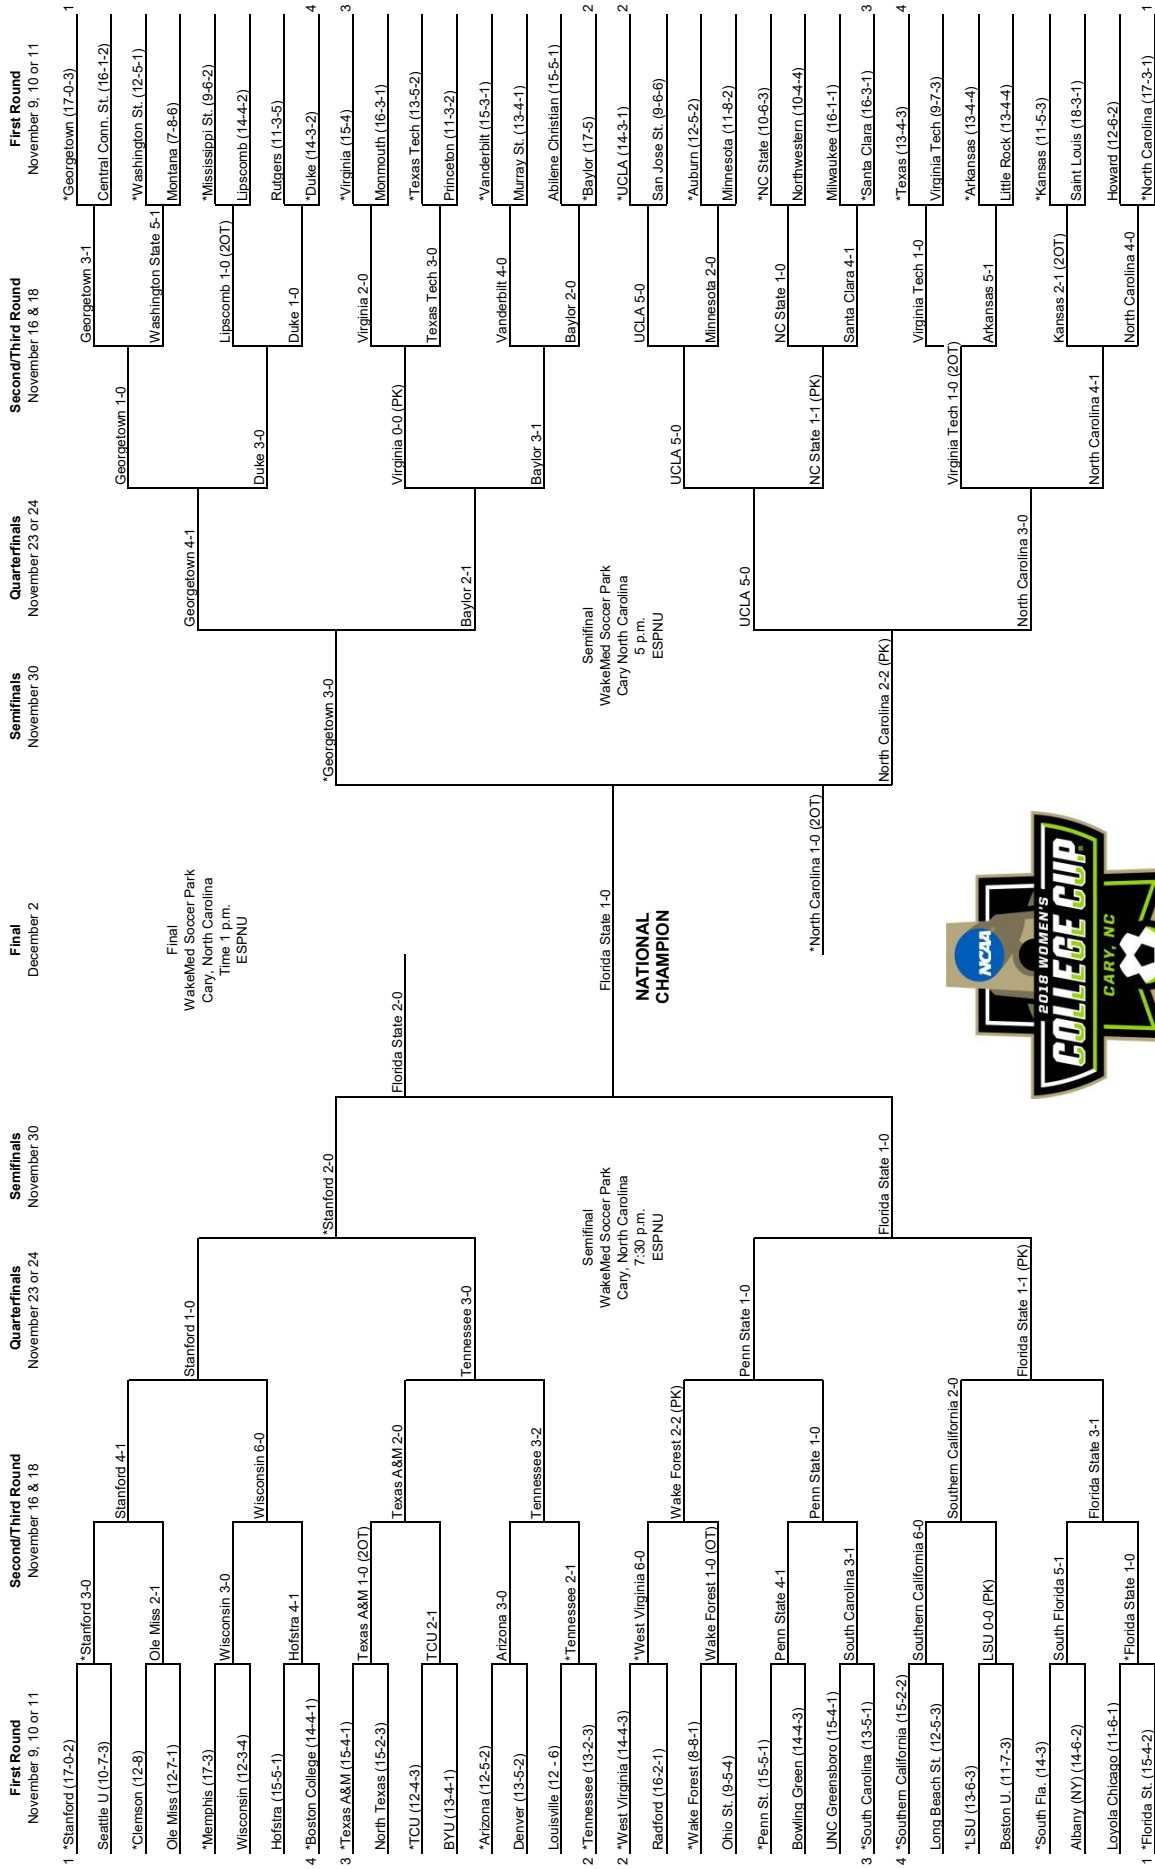 First Round
November 9, 10 or 11
Second/Third Round
November 16 & 18
Quarterfinals
November 23 or 24
Semifinals
November 30
Final
December 2
Semifinals
November 30
Quarterfinals
November 23 or 24
Second/Third Round
November 16 & 18
First Round
November 9, 10 or 11
1 *Stanford (17-0-2)
Seattle U (10-7-3)
*Clemson (12-8)
Ole Miss (12-7-1)
*Memphis (17-3)
Wisconsin (12-3-4)
Hofstra (15-5-1)
4 *Boston College (14-4-1)
3 *Texas A&M (15-4-1)
North Texas (15-2-3)
*TCU (12-4-3)
BYU (13-4-1)
*Arizona (12-5-2)
Denver (13-5-2)
Louisville (12 - 6)
2 *Tennessee (13-2-3)
2 *West Virginia (14-4-3)
Radford (16-2-1)
*Wake Forest (8-8-1)
Ohio St. (9-5-4)
*Penn St. (15-5-1)
Bowling Green (14-4-3)
UNC Greensboro (15-4-1)
3 *South Carolina (13-5-1)
4 *Southern California (15-2-2)
Long Beach St. (12-5-3)
*LSU (13-6-3)
Boston U. (11-7-3)
*South Fla. (14-3)
Albany (NY) (14-6-2)
Loyola Chicago (11-6-1)
1 *Florida St. (15-4-2)
*Stanford 3-0
Ole Miss 2-1
Wisconsin 3-0
Hofstra 4-1
Texas A&M 1-0 (2OT)
TCU 2-1
Arizona 3-0
*Tennessee 2-1
*West Virginia 6-0
Wake Forest 1-0 (OT)
Penn State 4-1
South Carolina 3-1
Southern California 6-0
LSU 0-0 (PK)
South Florida 5-1
*Florida State 1-0
Stanford 4-1
Wisconsin 6-0
Texas A&M 2-0
Tennessee 3-2
Wake Forest 2-2 (PK)
Penn State 1-0
Southern California 2-0
Florida State 3-1
Stanford 1-0
Tennessee 3-0
Penn State 1-0
Florida State 1-1 (PK)
*Stanford 2-0
Semifinal
WakeMed Soccer Park
Cary, North Carolina
7:30 p.m.
ESPNU
Florida State 1-0
Florida State 2-0
Final
WakeMed Soccer Park
Cary, North Carolina
Time 1 p.m.
ESPNU
Florida State 1-0
NATIONAL
CHAMPION
*North Carolina 1-0 (2OT)
NCAA
2018 WOMEN'S
COLLEGE CUP
CARY, NC
*Georgetown 3-0
Semifinal
WakeMed Soccer Park
Cary North Carolina
5 p.m.
ESPNU
North Carolina 2-2 (PK)
Georgetown 4-1
Baylor 2-1
UCLA 5-0
North Carolina 3-0
Georgetown 1-0
Duke 3-0
Virginia 0-0 (PK)
Baylor 3-1
UCLA 5-0
NC State 1-1 (PK)
Virginia Tech 1-0 (2OT)
North Carolina 4-1
Georgetown 3-1
Washington State 5-1
Lipscomb 1-0 (2OT)
Duke 1-0
Virginia 2-0
Texas Tech 3-0
Vanderbilt 4-0
Baylor 2-0
UCLA 5-0
Minnesota 2-0
NC State 1-0
Santa Clara 4-1
Virginia Tech 1-0
Arkansas 5-1
Kansas 2-1 (2OT)
North Carolina 4-0
*Georgetown (17-0-3) 1
Central Conn. St. (16-1-2)
*Washington St. (12-5-1)
Montana (7-8-6)
*Mississippi St. (9-6-2)
Lipscomb (14-4-2)
Rutgers (11-3-5)
*Duke (14-3-2) 4
*Virginia (15-4) 3
Monmouth (16-3-1)
*Texas Tech (13-5-2)
Princeton (11-3-2)
*Vanderbilt (15-3-1)
Murray St. (13-4-1)
Abilene Christian (15-5-1)
*Baylor (17-5) 2
*UCLA (14-3-1) 2
San Jose St. (9-6-6)
*Auburn (12-5-2)
Minnesota (11-8-2)
*NC State (10-6-3)
Northwestern (10-4-4)
Milwaukee (16-1-1)
*Santa Clara (16-3-1) 3
*Texas (13-4-3) 4
Virginia Tech (9-7-3)
*Arkansas (13-4-4)
Little Rock (13-4-4)
*Kansas (11-5-3)
Saint Louis (18-3-1)
Howard (12-6-2)
*North Carolina (17-3-1) 1